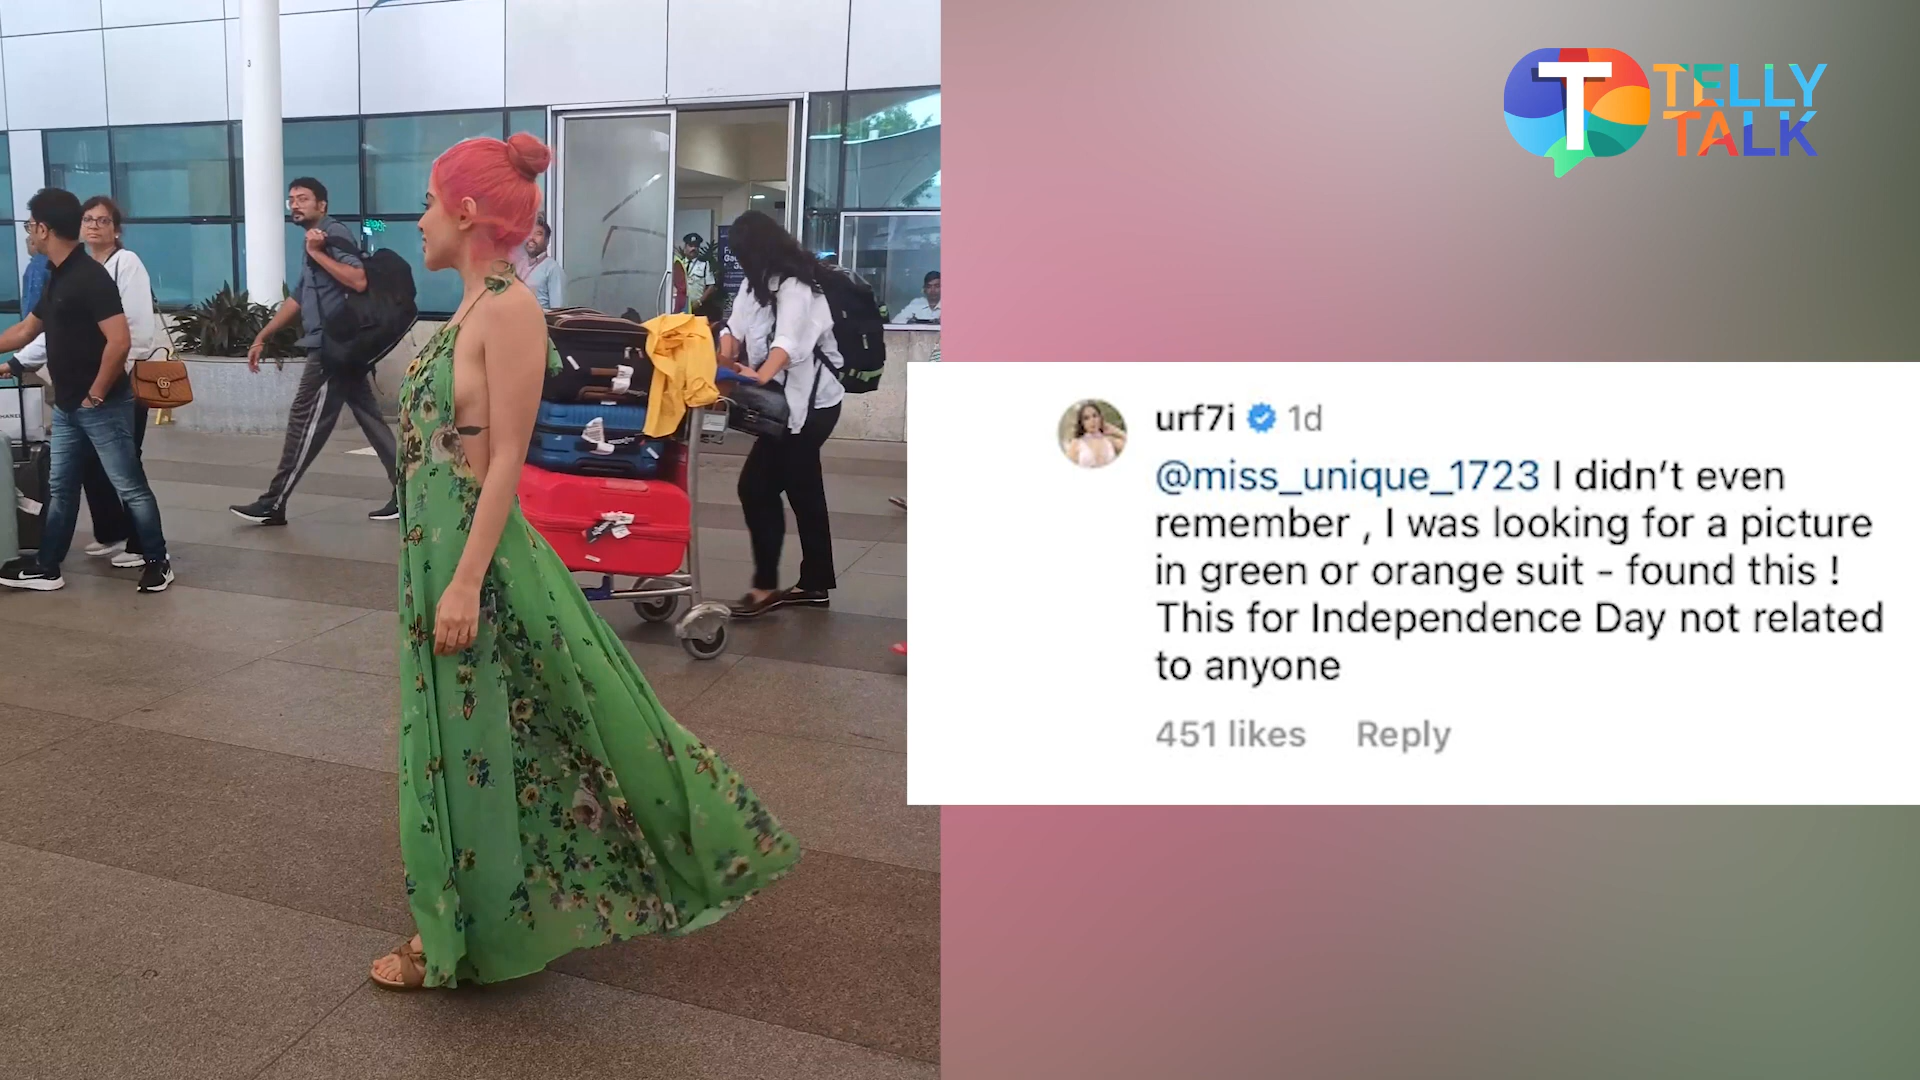 TELLY
TALK
urf7i 1d
@miss_unique_1723 I didn't even
remember , I was looking for a picture
in green or orange suit - found this !
This for Independence Day not related
to anyone
451 likes Reply